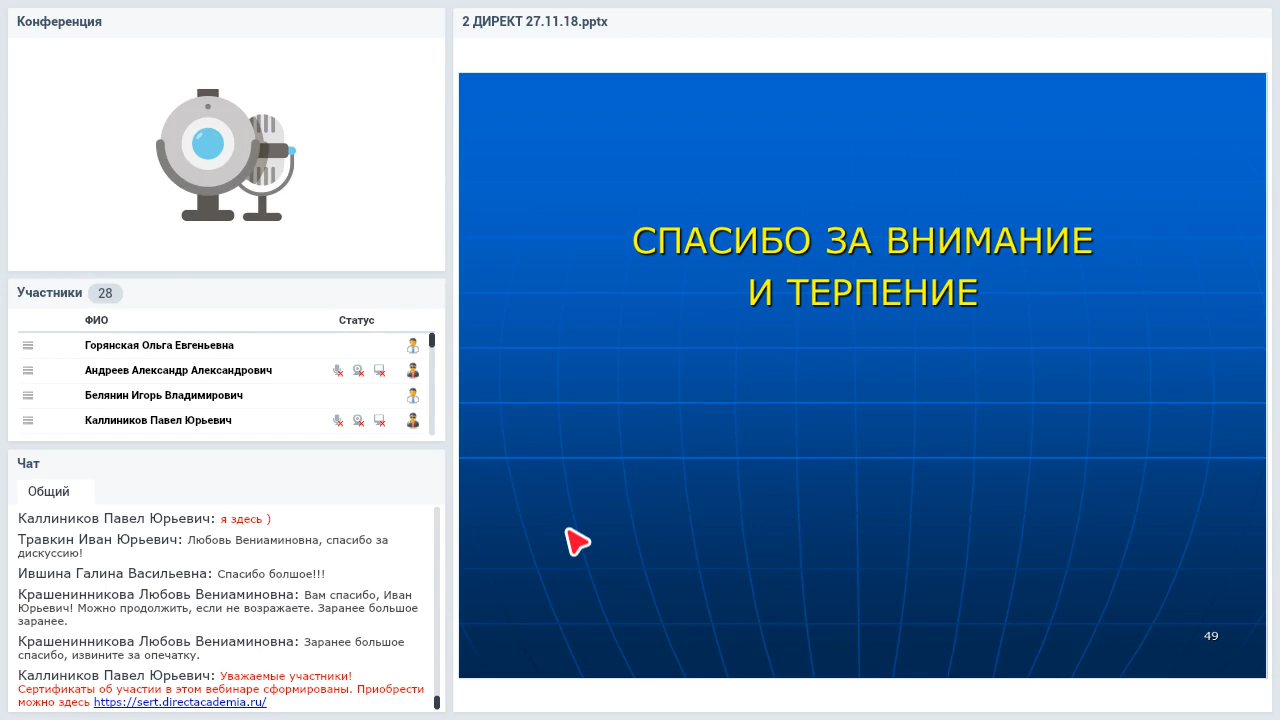 Конференция
Участники 28
ФИО Статус
Горянская Ольга Евгеньевна
Андреев Александр Александрович
Белянин Игорь Владимирович
Каллиников Павел Юрьевич
Чат
Общий
Каллиников Павел Юрьевич: я здесь )
Травкин Иван Юрьевич: Любовь Вениаминовна, спасибо за
дискуссию!
Ившина Галина Васильевна: Спасибо болшое!!!
Крашенинникова Любовь Вениаминовна: Вам спасибо, Иван
Юрьевич! Можно продолжить, если не возражаете. Заранее большое
заранее.
Крашенинникова Любовь Вениаминовна: Заранее большое
спасибо, извините за опечатку.
Каллиников Павел Юрьевич: Уважаемые участники!
Сертификаты об участии в этом вебинаре сформированы. Приобрести
можно здесь https://sert.directacademia.ru/
2 ДИРЕКТ 27.11.18.pptx
СПАСИБО ЗА ВНИМАНИЕ
И ТЕРПЕНИЕ
49